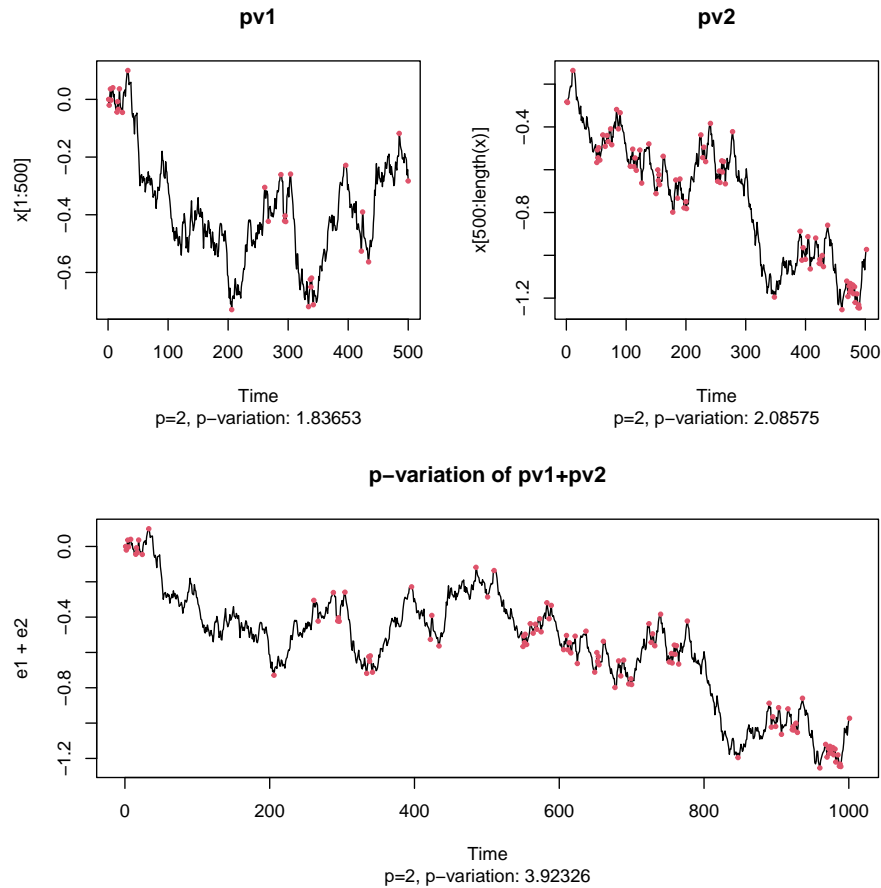 pv1
x[1:500]
0.0
−0.2
−0.4
−0.6
0 100 200 300 400 500
Time
p=2, p−variation: 1.83653
pv2
x[500:length(x)]
−0.4
−0.8
−1.2
0 100 200 300 400 500
Time
p=2, p−variation: 2.08575
p−variation of pv1+pv2
e1 + e2
0.0
−0.4
−0.8
−1.2
0 200 400 600 800 1000
Time
p=2, p−variation: 3.92326